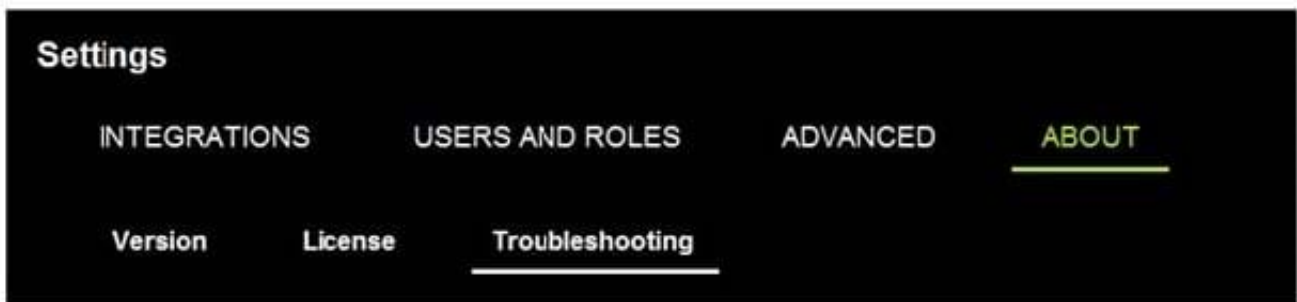 Settings
INTEGRATIONS USERS AND ROLES ADVANCED ABOUT
Version License Troubleshooting